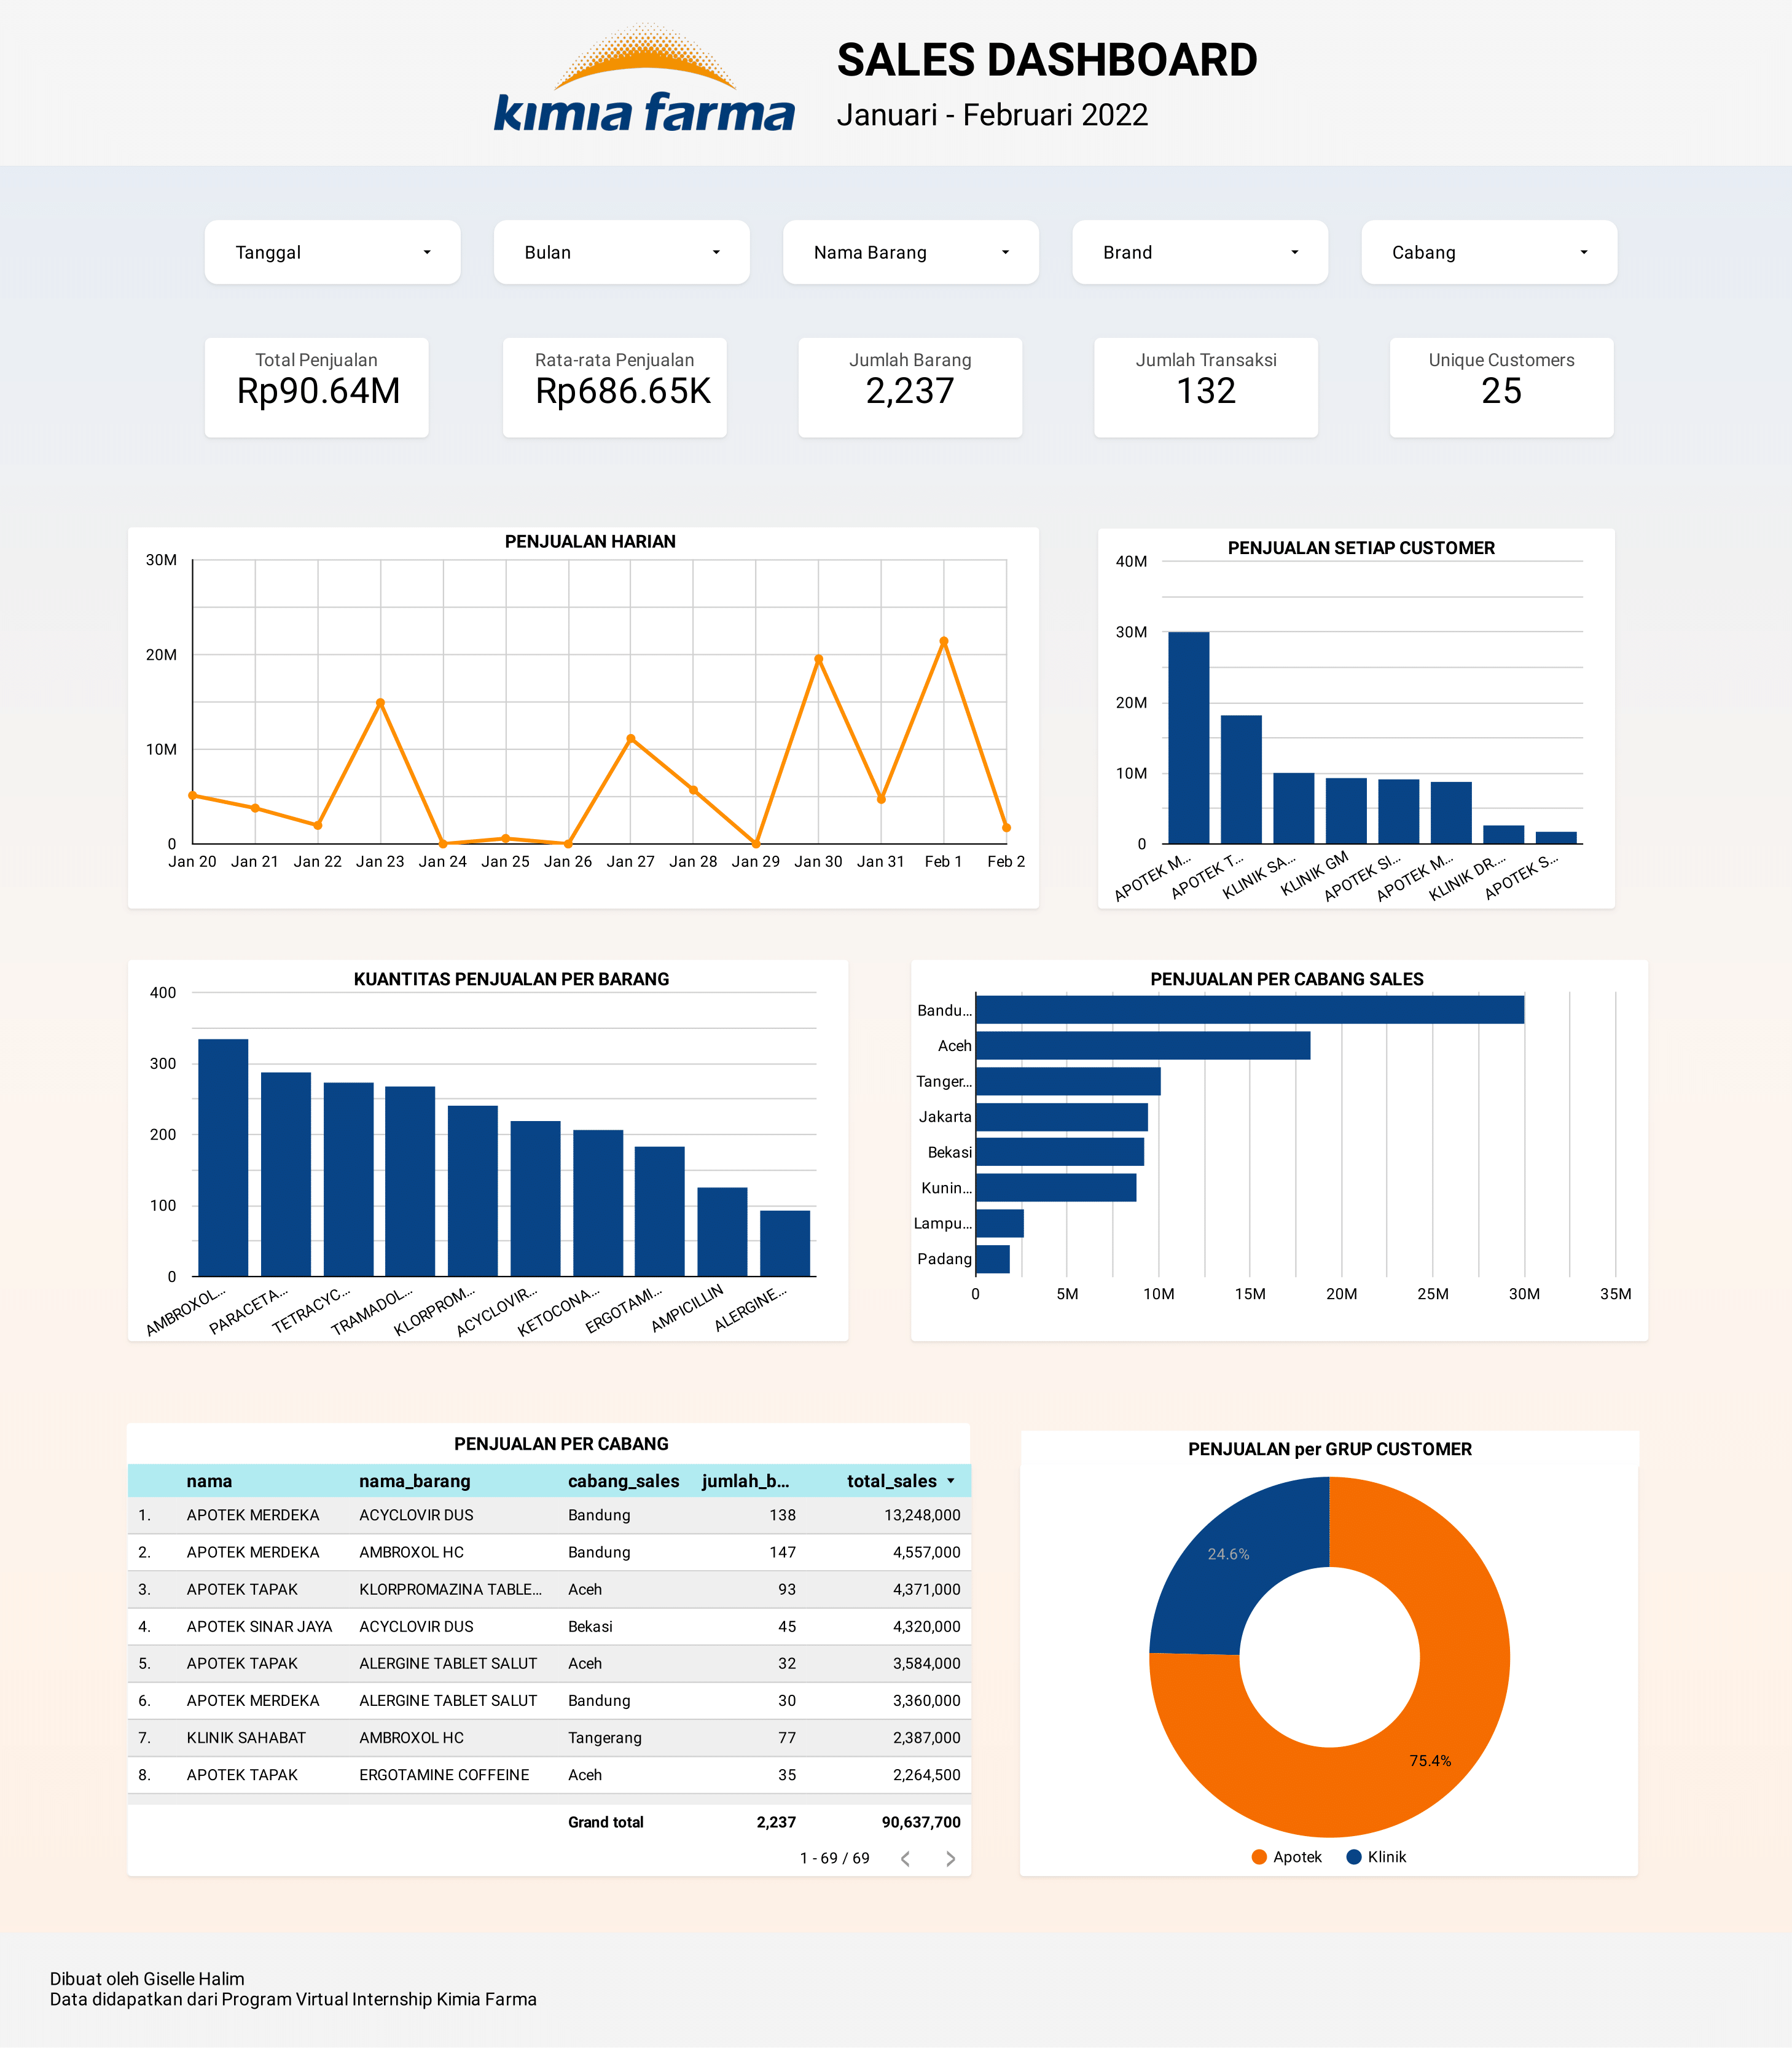 kimia farma
SALES DASHBOARD
Januari - Februari 2022
Tanggal
Bulan
Nama Barang
Brand
Cabang
Total Penjualan
Rp90.64M
Rata-rata Penjualan
Rp686.65K
Jumlah Barang
2,237
Jumlah Transaksi
132
Unique Customers
25
PENJUALAN HARIAN
30M
20M
10M
0
Jan 20 Jan 21 Jan 22 Jan 23 Jan 24 Jan 25 Jan 26 Jan 27 Jan 28 Jan 29 Jan 30 Jan 31 Feb 1 Feb 2
PENJUALAN SETIAP CUSTOMER
40M
30M
20M
10M
0
APOTEK M... APOTEK T... KLINIK SA... KLINIK GM APOTEK SI... APOTEK M... KLINIK DR.... APOTEK S...
KUANTITAS PENJUALAN PER BARANG
400
300
200
100
0
AMBROXOL... PARACETA... TETRACYC... TRAMADOL... KLORPROM... ACYCLOVIR... KETOCONA... ERGOTAMI... AMPICILLIN ALERGINE...
PENJUALAN PER CABANG SALES
Bandu...
Aceh
Tanger...
Jakarta
Bekasi
Kunin...
Lampu...
Padang
0 5M 10M 15M 20M 25M 30M 35M
PENJUALAN PER CABANG
nama nama_barang cabang_sales jumlah_b... total_sales
1. APOTEK MERDEKA ACYCLOVIR DUS Bandung 138 13,248,000
2. APOTEK MERDEKA AMBROXOL HC Bandung 147 4,557,000
3. APOTEK TAPAK KLORPROMAZINA TABLE... Aceh 93 4,371,000
4. APOTEK SINAR JAYA ACYCLOVIR DUS Bekasi 45 4,320,000
5. APOTEK TAPAK ALERGINE TABLET SALUT Aceh 32 3,584,000
6. APOTEK MERDEKA ALERGINE TABLET SALUT Bandung 30 3,360,000
7. KLINIK SAHABAT AMBROXOL HC Tangerang 77 2,387,000
8. APOTEK TAPAK ERGOTAMINE COFFEINE Aceh 35 2,264,500
Grand total 2,237 90,637,700
1 - 69 / 69
PENJUALAN per GRUP CUSTOMER
24.6%
75.4%
Apotek Klinik
Dibuat oleh Giselle Halim
Data didapatkan dari Program Virtual Internship Kimia Farma